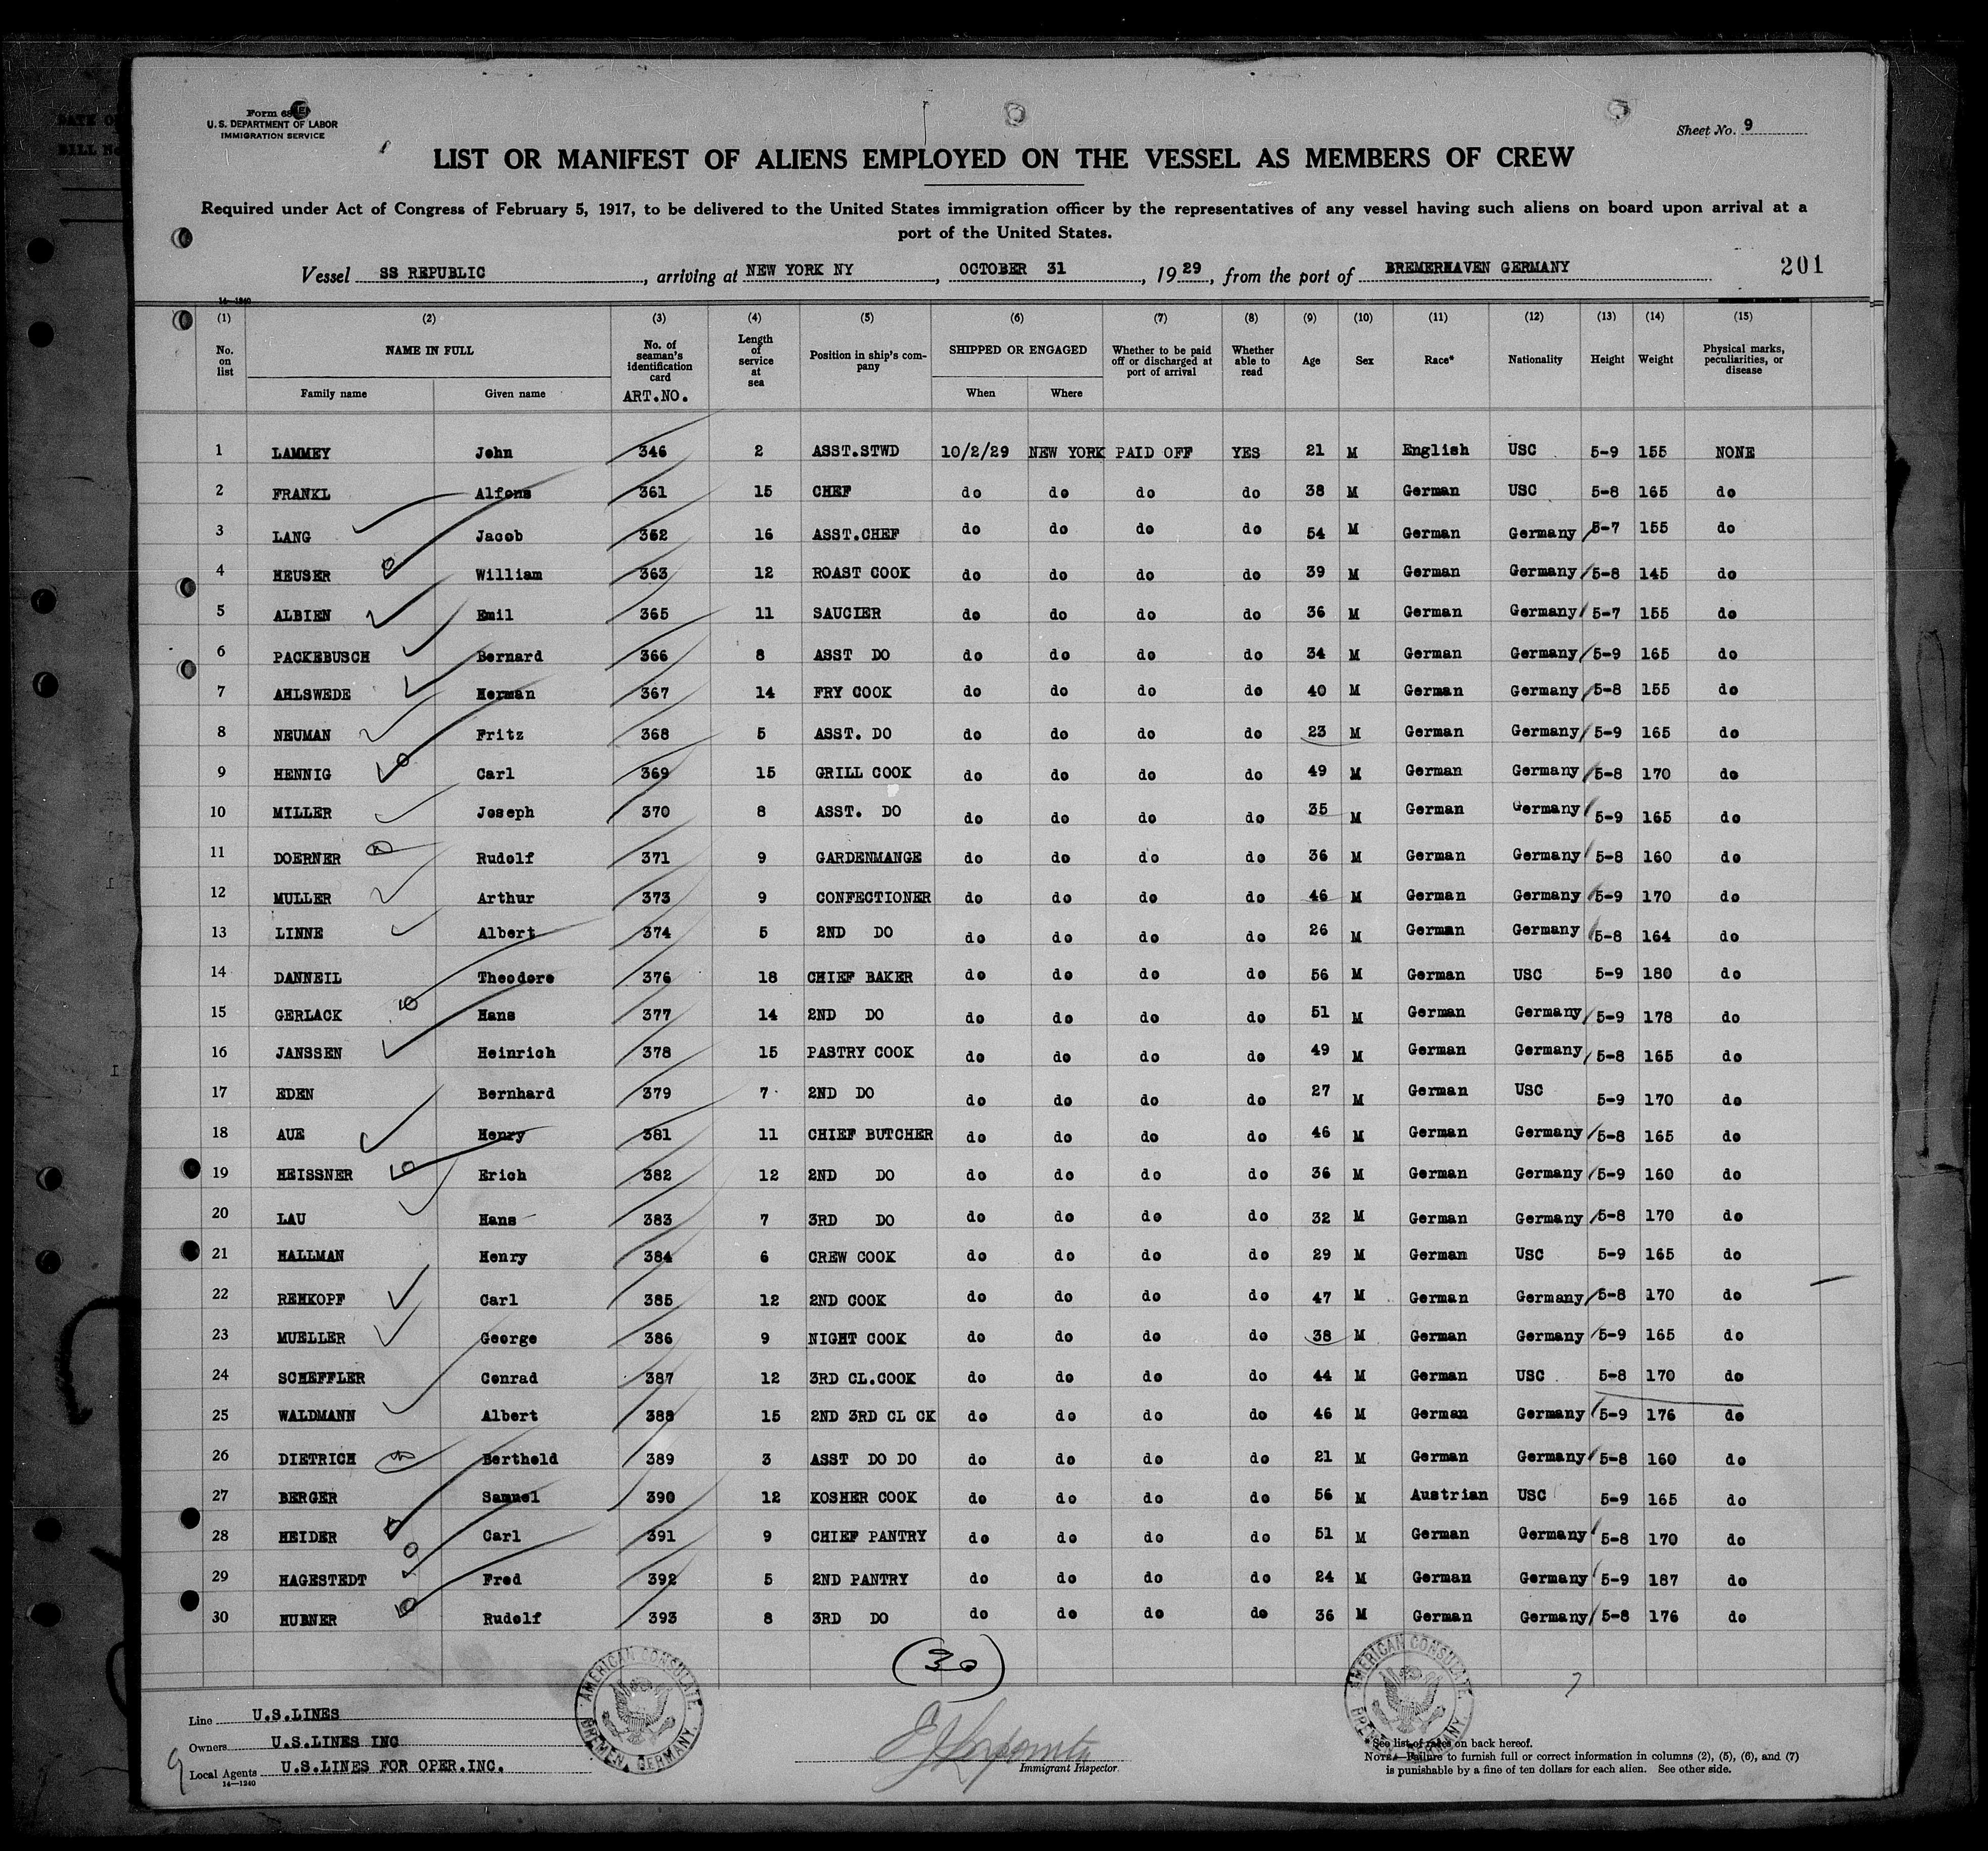 Sheet No. 9
U.S. DEPARTMENT OF LABOR
IMMIGRATION SERVICE
LIST OR MANIFEST OF ALIENS EMPLOYED ON THE VESSEL AS MEMBERS OF CREW
Required under Act of Congress of February 5, 1917, to be delivered to the United States immigration officer by the representatives of any vessel having such aliens on board upon arrival at a
port of the United States.
Vessel SS REPUBLIC, arriving at NEW YORK NY, OCTOBER 31, 1929, from the port of BREMERHAVEN GERMANY 201
14—1240
(1) (2) (3) (4) (5) (6) (7) (8) (9) (10) (11) (12) (13) (14) (15)
No. on list NAME IN FULL No. of seaman's identification card Length of service at sea Position in ship's company SHIPPED OR ENGAGED Whether to be paid off or discharged at port of arrival Whether able to read Age Sex Race* Nationality Height Weight Physical marks, peculiarities, or disease
Family name Given name ART.NO. When Where
1 LAMMEY John 346 2 ASST.STWD 10/2/29 NEW YORK PAID OFF YES 21 M English USC 5-9 155 NONE
2 FRANKL Alfons 361 15 CHEF do do do do 38 M German USC 5-8 165 do
3 LANG Jacob 362 16 ASST.CHEF do do do do 54 M German Germany 5-7 155 do
4 HEUSER William 363 12 ROAST COOK do do do do 39 M German Germany 5-8 145 do
5 ALBIEN Emil 365 11 SAUCIER do do do do 36 M German Germany 5-7 155 do
6 PACKEBUSCH Bernard 366 8 ASST DO do do do do 34 M German Germany 5-9 165 do
7 AHLSWEDE Herman 367 14 FRY COOK do do do do 40 M German Germany 5-8 155 do
8 NEUMAN Fritz 368 5 ASST. DO do do do do 23 M German Germany 5-9 165 do
9 HENNIG Carl 369 15 GRILL COOK do do do do 49 M German Germany 5-8 170 do
10 MILLER Joseph 370 8 ASST. DO do do do do 35 M German Germany 5-9 165 do
11 DOERNER Rudolf 371 9 GARDENMANGE do do do do 36 M German Germany 5-8 160 do
12 MULLER Arthur 373 9 CONFECTIONER do do do do 46 M German Germany 5-9 170 do
13 LINNE Albert 374 5 2ND DO do do do do 26 M German Germany 5-8 164 do
14 DANNEIL Theodore 376 18 CHIEF BAKER do do do do 56 M German USC 5-9 180 do
15 GERLACK Hans 377 14 2ND DO do do do do 51 M German Germany 5-9 178 do
16 JANSSEN Heinrich 378 15 PASTRY COOK do do do do 49 M German Germany 5-8 165 do
17 EDEN Bernhard 379 7 2ND DO do do do do 27 M German USC 5-9 170 do
18 AUE Henry 381 11 CHIEF BUTCHER do do do do 46 M German Germany 5-8 165 do
19 HEISSNER Erich 382 12 2ND DO do do do do 36 M German Germany 5-9 160 do
20 LAU Hans 383 7 3RD DO do do do do 32 M German Germany 5-8 170 do
21 HALLMAN Henry 384 6 CREW COOK do do do do 29 M German USC 5-9 165 do
22 REHKOPF Carl 385 12 2ND COOK do do do do 47 M German Germany 5-8 170 do
23 MUELLER George 386 9 NIGHT COOK do do do do 38 M German Germany 5-9 165 do
24 SCHEFFLER Conrad 387 12 3RD CL.COOK do do do do 44 M German USC 5-8 170 do
25 WALDMANN Albert 388 15 2ND 3RD CL CK do do do do 46 M German Germany 5-9 176 do
26 DIETRICH Berthold 389 3 ASST DO DO do do do do 21 M German Germany 5-8 160 do
27 BERGER Samuel 390 12 KOSHER COOK do do do do 56 M Austrian USC 5-9 165 do
28 HEIDER Carl 391 9 CHIEF PANTRY do do do do 51 M German Germany 5-8 170 do
29 HAGESTEDT Fred 392 5 2ND PANTRY do do do do 24 M German Germany 5-9 187 do
30 HUBNER Rudolf 393 8 3RD DO do do do do 36 M German Germany 5-8 176 do
(30)
AMERICAN CONSULATE BREMEN, GERMANY.
AMERICAN CONSULATE BREMEN, GERMANY.
Line U.S.LINES
Owners U.S.LINES INC
Local Agents U.S.LINES FOR OPER.INC.
14—1240
Immigrant Inspector.
*See list of races on back hereof.
NOTE.—Failure to furnish full or correct information in columns (2), (5), (6), and (7)
is punishable by a fine of ten dollars for each alien. See other side.